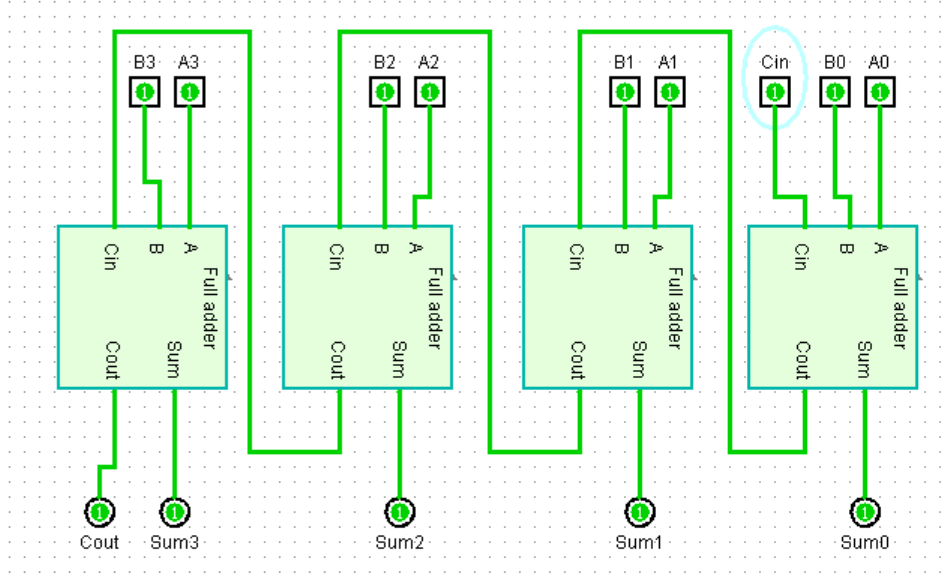 B3 A3 B2 A2 B1 A1 Cin B0 A0
1 1 1 1 1 1 1 1 1
Cin B A Cin B A Cin B A Cin B A
Full adder Full adder Full adder Full adder
Cout Sum Cout Sum Cout Sum Cout Sum
1 1 1 1 1
Cout Sum3 Sum2 Sum1 Sum0